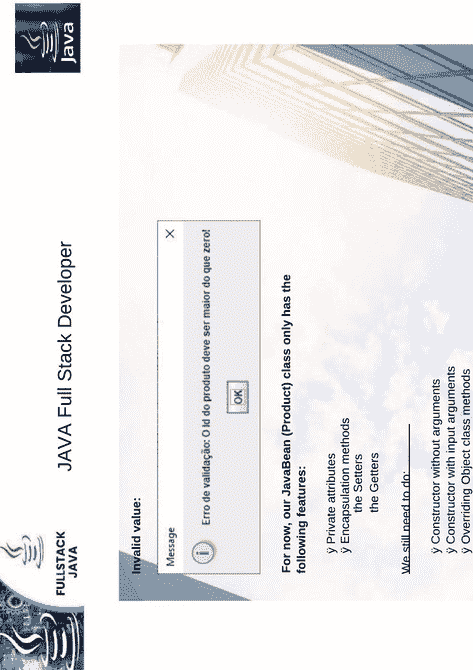 Java
FULLSTACK
JAVA
JAVA Full Stack Developer
Invalid value:
Message
Erro de validação: O Id do produto deve ser maior do que zero!
OK
For now, our JavaBean (Product) class only has the
following features:
ÿ Private attributes
ÿ Encapsulation methods
the Setters
the Getters
We still need to do:
ÿ Constructor without arguments
ÿ Constructor with input arguments
ÿ Overriding Object class methods